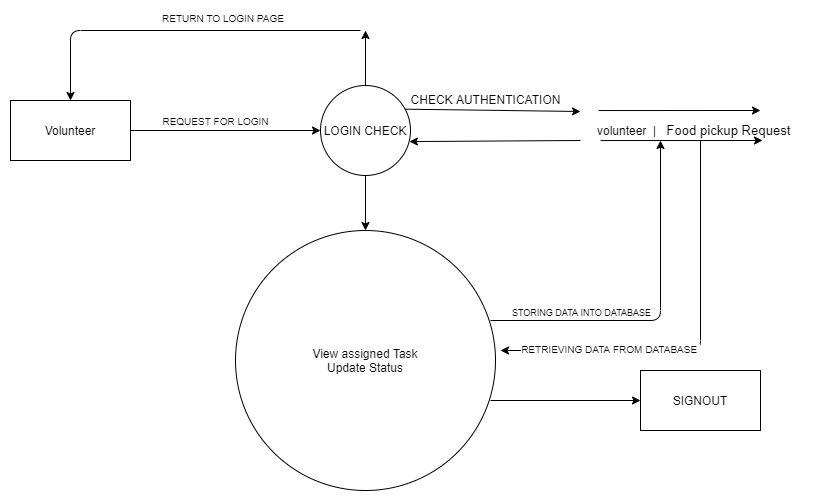 RETURN TO LOGIN PAGE
Volunteer
REQUEST FOR LOGIN
LOGIN CHECK
CHECK AUTHENTICATION
volunteer | Food pickup Request
STORING DATA INTO DATABASE
RETRIEVING DATA FROM DATABASE
View assigned Task
Update Status
SIGNOUT